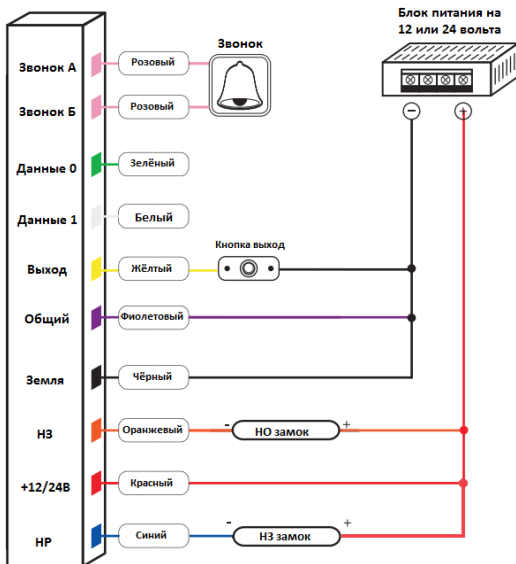 Блок питания на
12 или 24 вольта
Звонок
Звонок А
Розовый
Звонок Б
Розовый
Данные 0
Зелёный
Данные 1
Белый
Кнопка выход
Выход
Жёлтый
Общий
Фиолетовый
Земля
Чёрный
НЗ
Оранжевый
- НО замок +
+12/24В
Красный
НР
Синий
- НЗ замок +